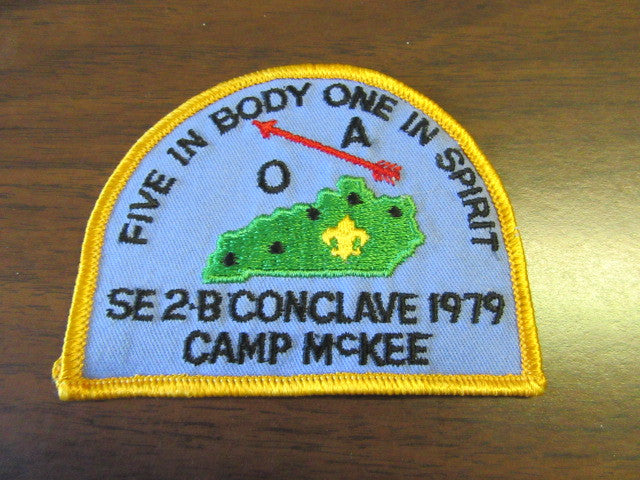 FIVE IN BODY ONE IN SPIRIT
O A
SE 2-B CONCLAVE 1979
CAMP McKEE